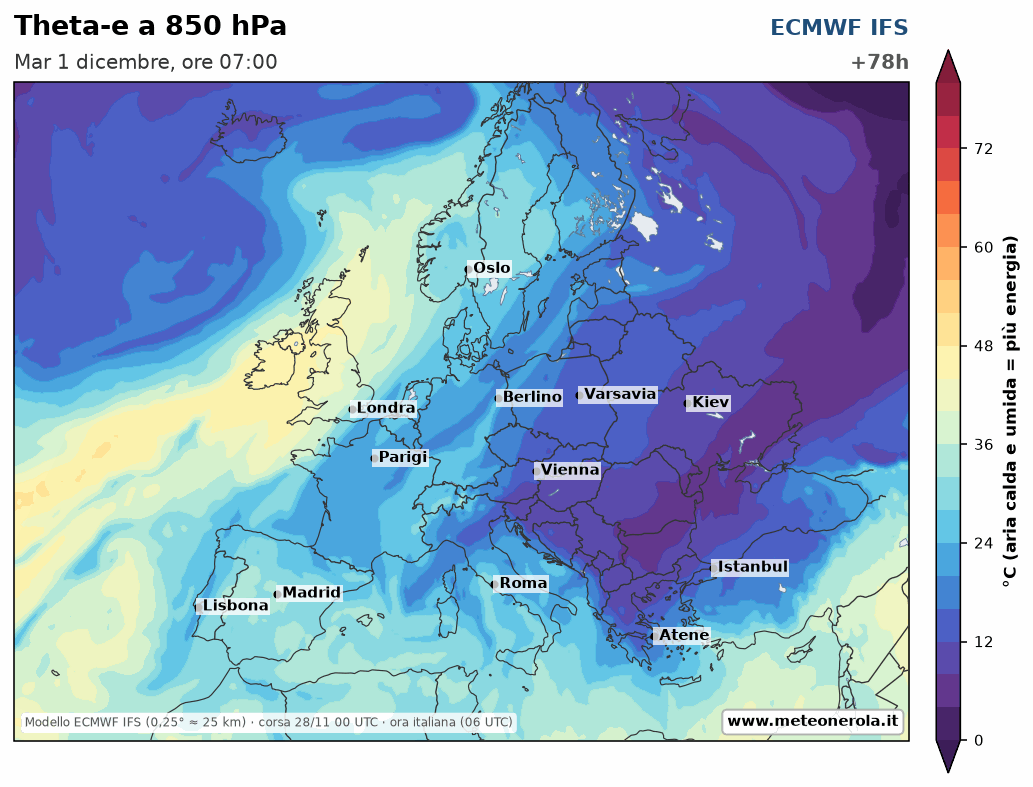 Theta-e a 850 hPa
ECMWF IFS
Mar 1 dicembre, ore 07:00
+78h
Oslo
Londra
Berlino
Varsavia
Kiev
Parigi
Vienna
Istanbul
Roma
Madrid
Lisbona
Atene
72
60
48
36
24
12
0
°C (aria calda e umida = più energia)
Modello ECMWF IFS (0,25° ≈ 25 km) · corsa 28/11 00 UTC · ora italiana (06 UTC)
www.meteonerola.it